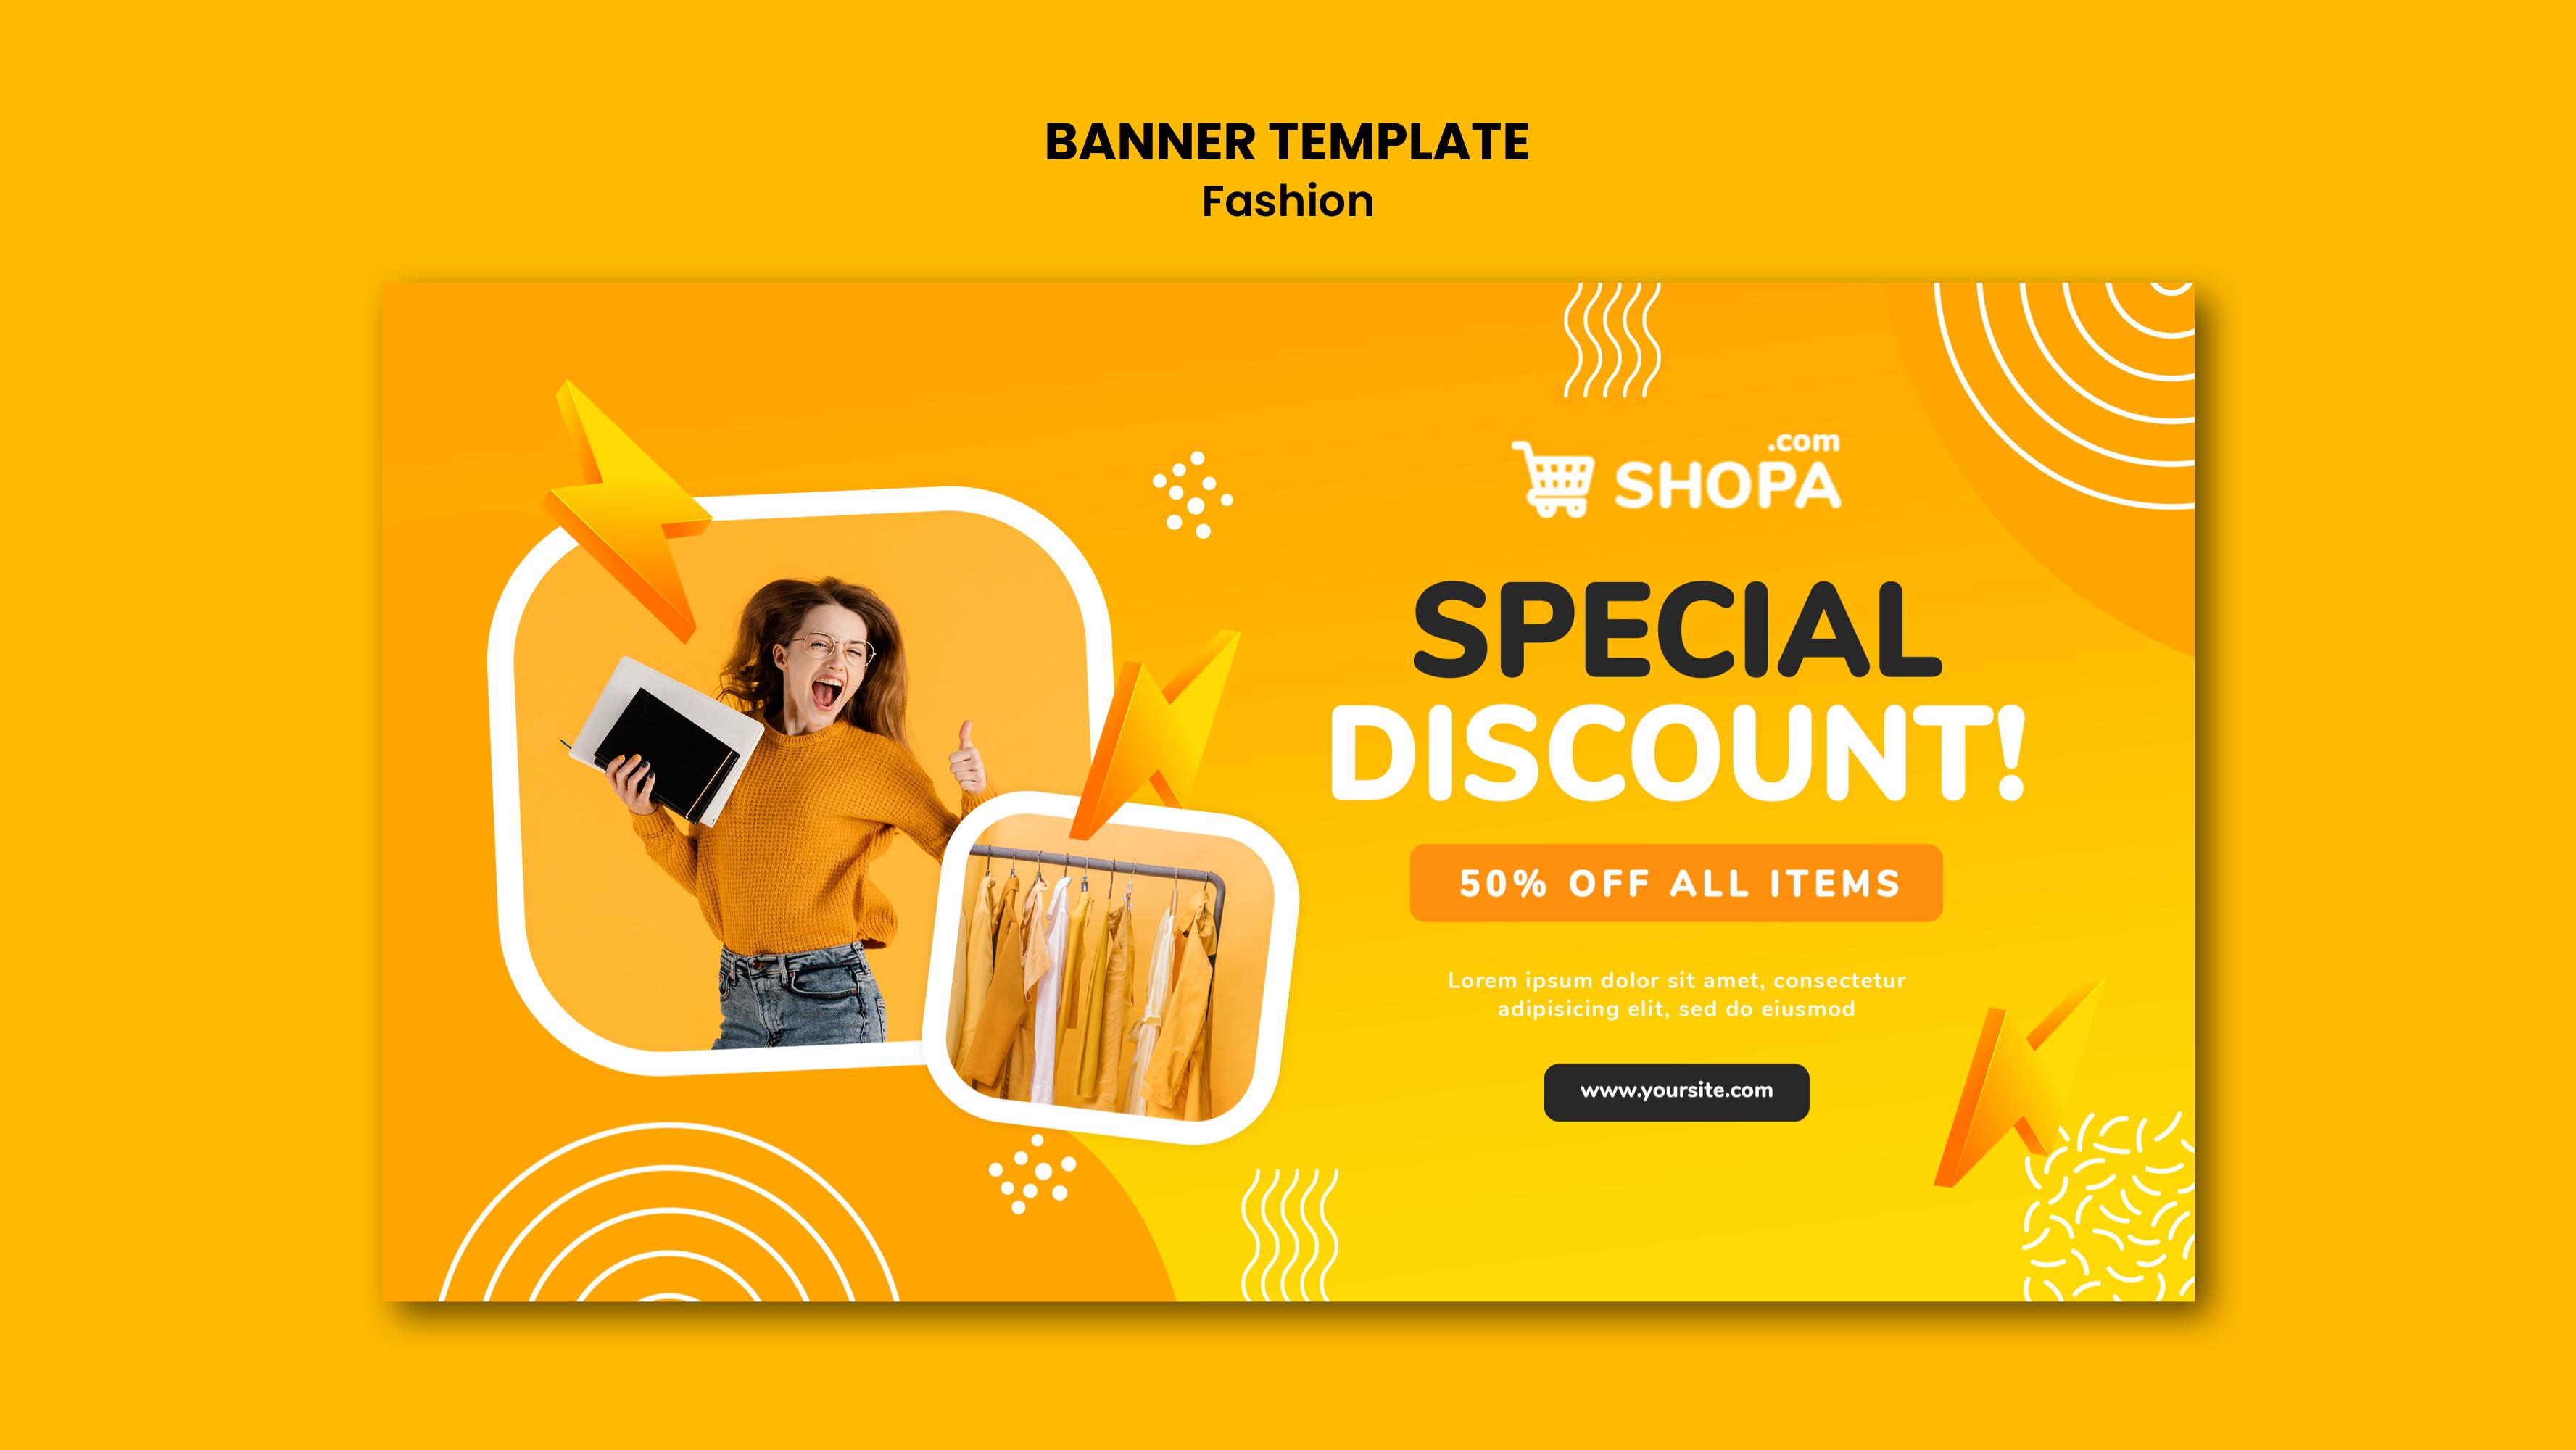 BANNER TEMPLATE
Fashion
.com
SHOPA
SPECIAL
DISCOUNT!
50% OFF ALL ITEMS
Lorem ipsum dolor sit amet, consectetur
adipisicing elit, sed do eiusmod
www.yoursite.com